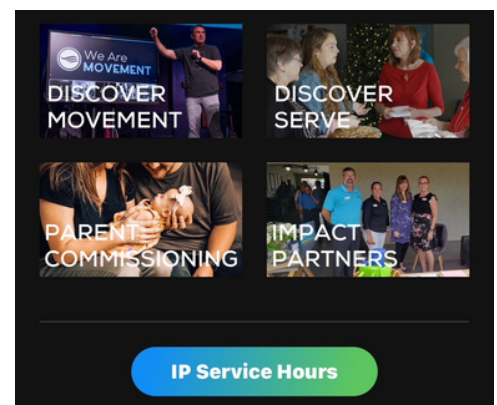 We Are
MOVEMENT
DISCOVER
MOVEMENT
DISCOVER
SERVE
PARENT
COMMISSIONING
IMPACT
PARTNERS
IP Service Hours